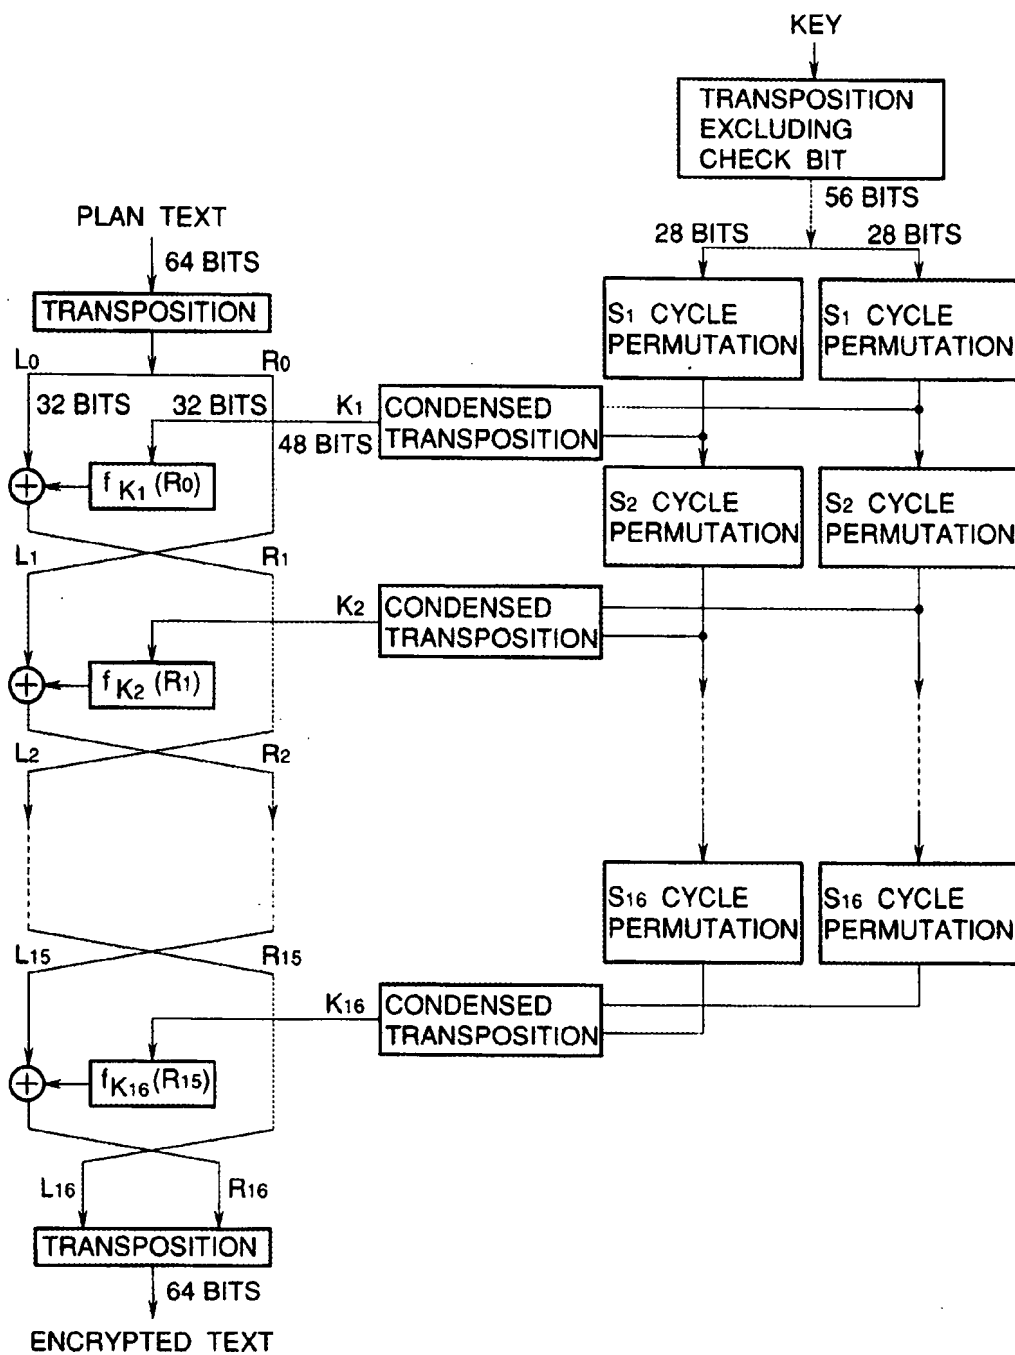 KEY
TRANSPOSITION
EXCLUDING
CHECK BIT
56 BITS
28 BITS
28 BITS
S1 CYCLE
PERMUTATION
S1 CYCLE
PERMUTATION
PLAN TEXT
64 BITS
TRANSPOSITION
L0
R0
32 BITS
32 BITS
K1
48 BITS
CONDENSED
TRANSPOSITION
fK1 (R0)
S2 CYCLE
PERMUTATION
S2 CYCLE
PERMUTATION
L1
R1
K2
CONDENSED
TRANSPOSITION
fK2 (R1)
L2
R2
S16 CYCLE
PERMUTATION
S16 CYCLE
PERMUTATION
L15
R15
K16
CONDENSED
TRANSPOSITION
fK16 (R15)
L16
R16
TRANSPOSITION
64 BITS
ENCRYPTED TEXT